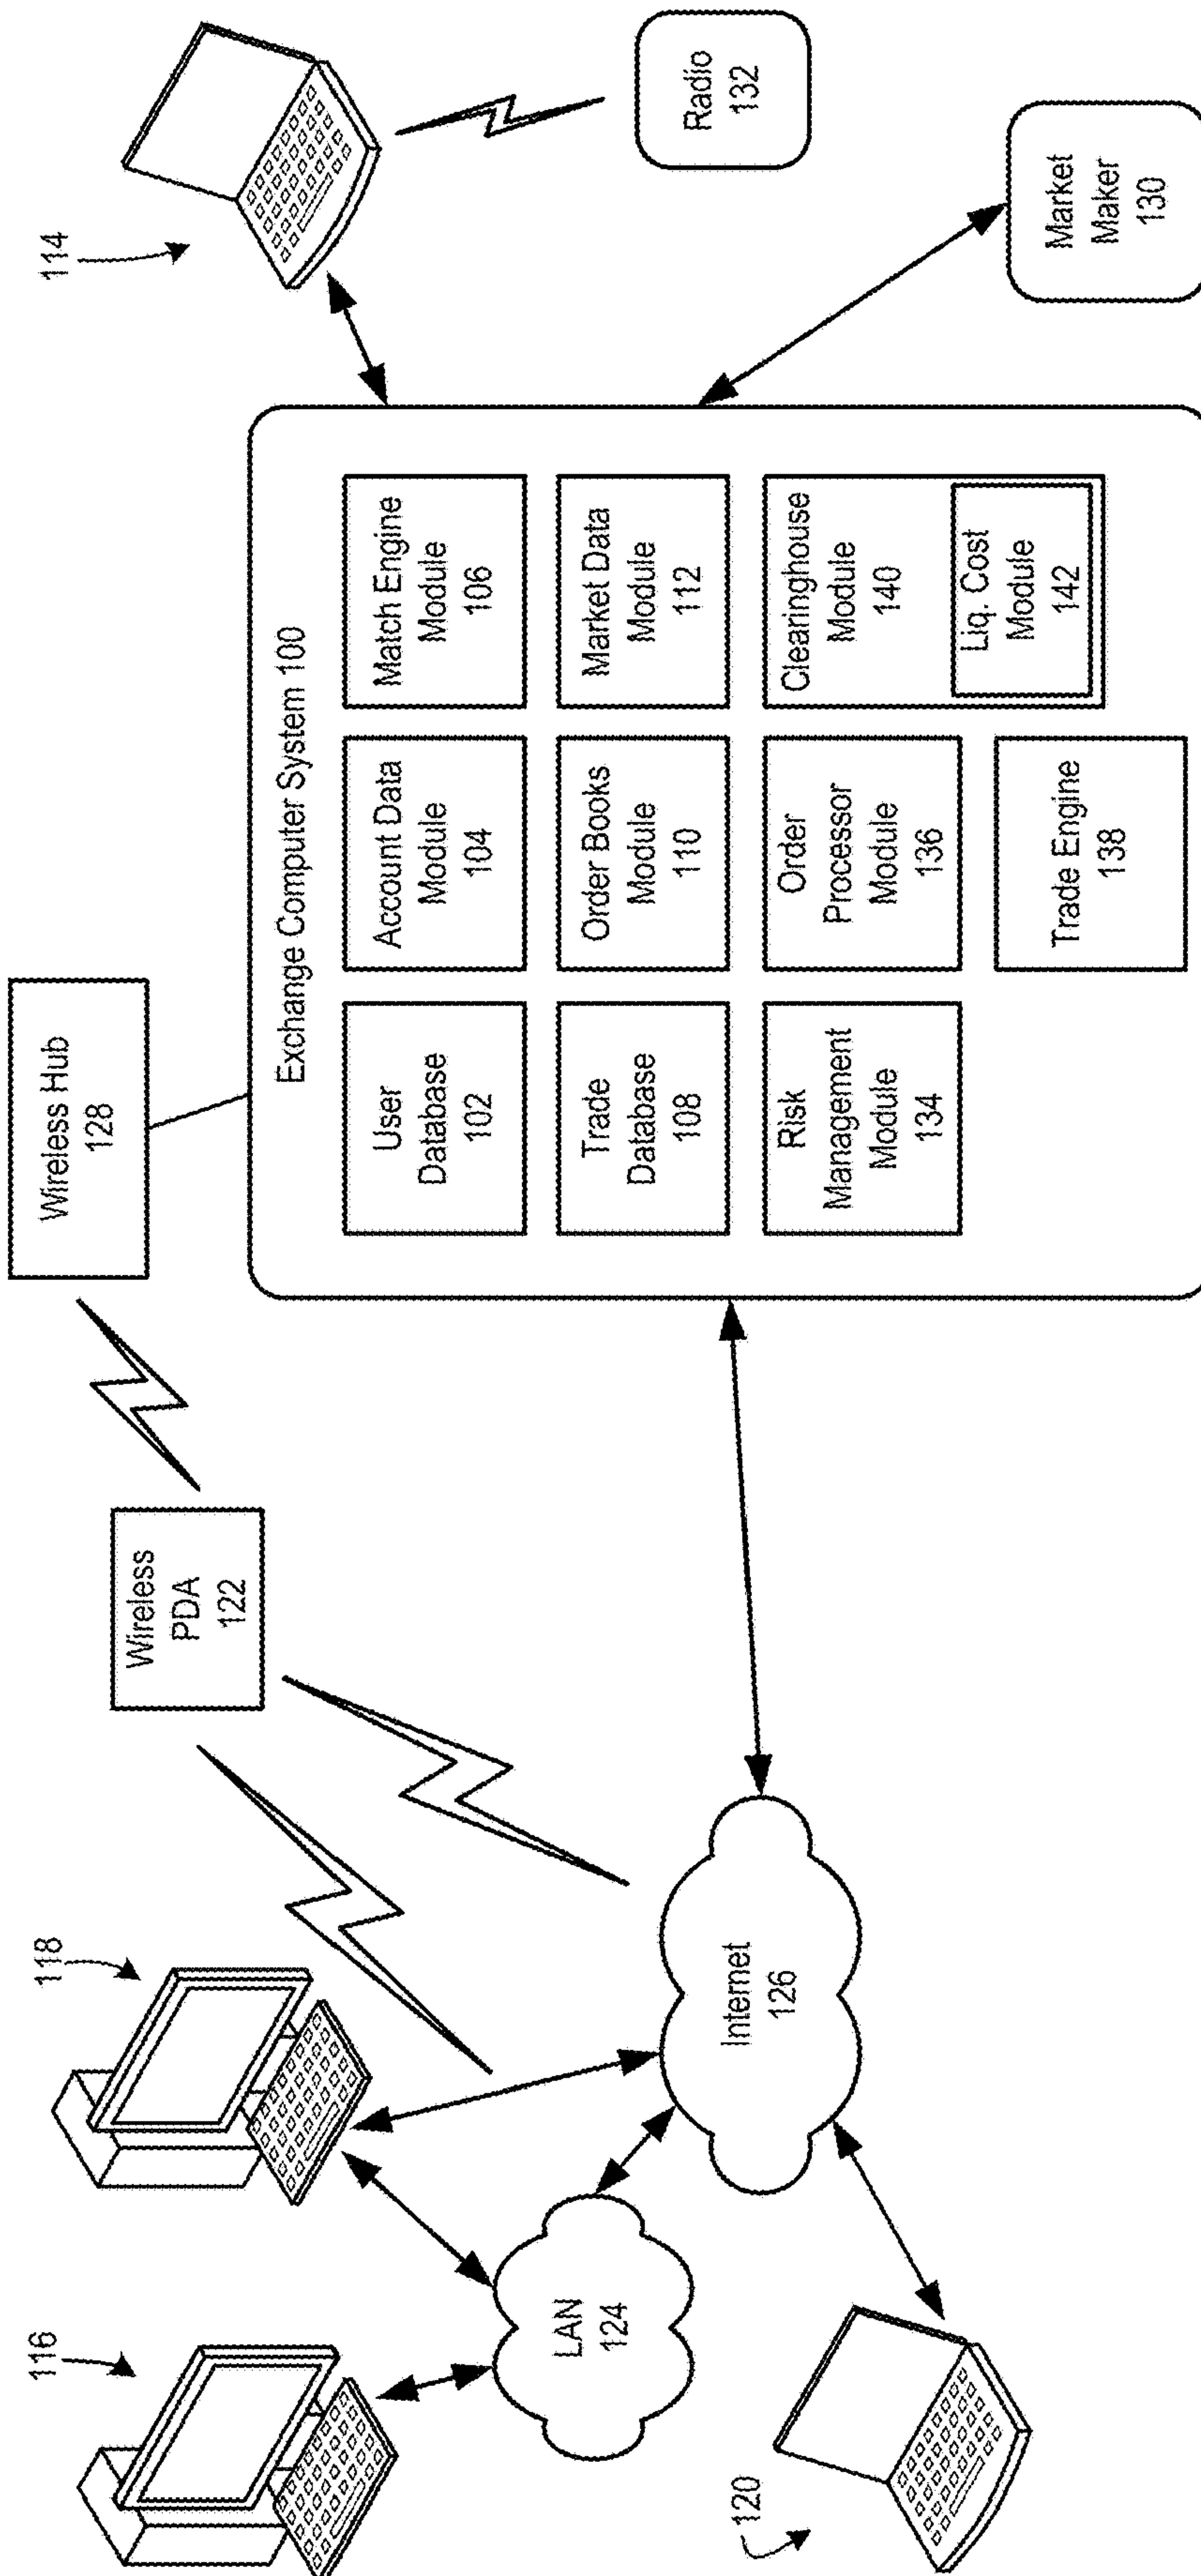 116
118
LAN
124
120
Internet
126
Wireless
PDA
122
Wireless Hub
128
Exchange Computer System 100
User
Database
102
Account Data
Module
104
Match Engine
Module
106
Trade
Database
108
Order Books
Module
110
Market Data
Module
112
Risk
Management
Module
134
Order
Processor
Module
136
Clearinghouse
Module
140
Liq. Cost
Module
142
Trade Engine
138
114
Radio
132
Market
Maker
130